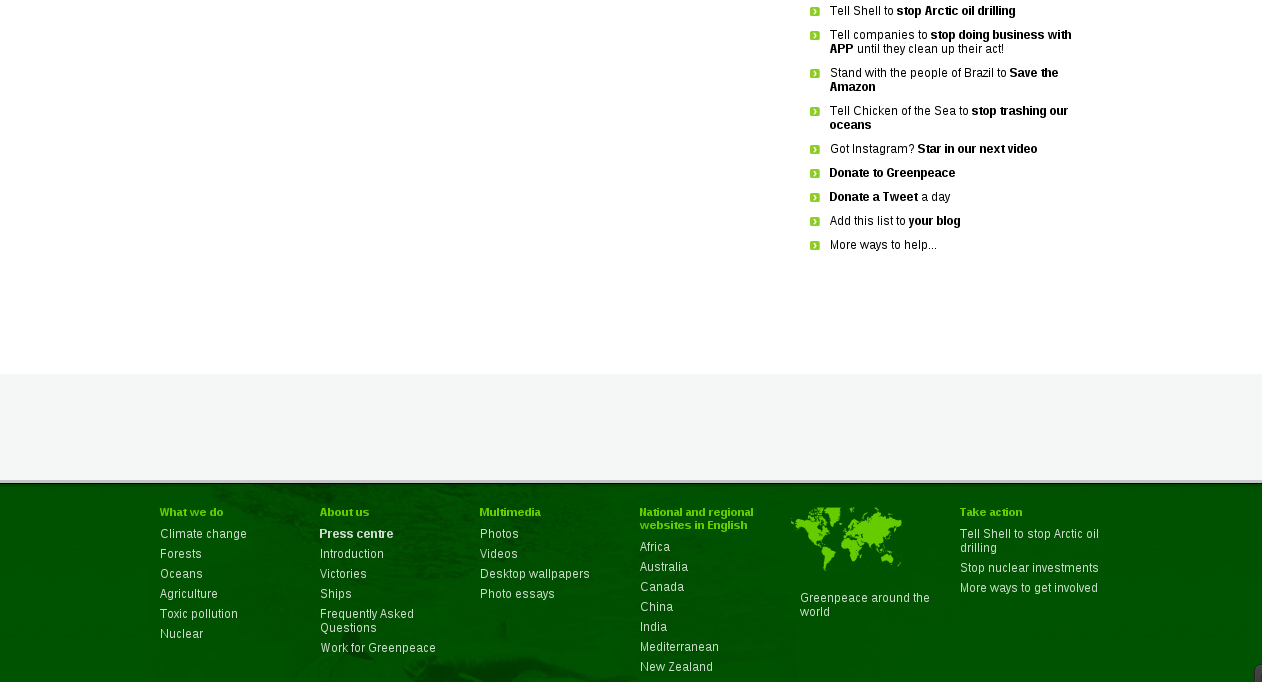 Tell Shell to stop Arctic oil drilling
Tell companies to stop doing business with
APP until they clean up their act!
Stand with the people of Brazil to Save the
Amazon
Tell Chicken of the Sea to stop trashing our
oceans
Got Instagram? Star in our next video
Donate to Greenpeace
Donate a Tweet a day
Add this list to your blog
More ways to help...
What we do
Climate change
Forests
Oceans
Agriculture
Toxic pollution
Nuclear
About us
Press centre
Introduction
Victories
Ships
Frequently Asked
Questions
Work for Greenpeace
Multimedia
Photos
Videos
Desktop wallpapers
Photo essays
National and regional
websites in English
Africa
Australia
Canada
China
India
Mediterranean
New Zealand
Greenpeace around the
world
Take action
Tell Shell to stop Arctic oil
drilling
Stop nuclear investments
More ways to get involved